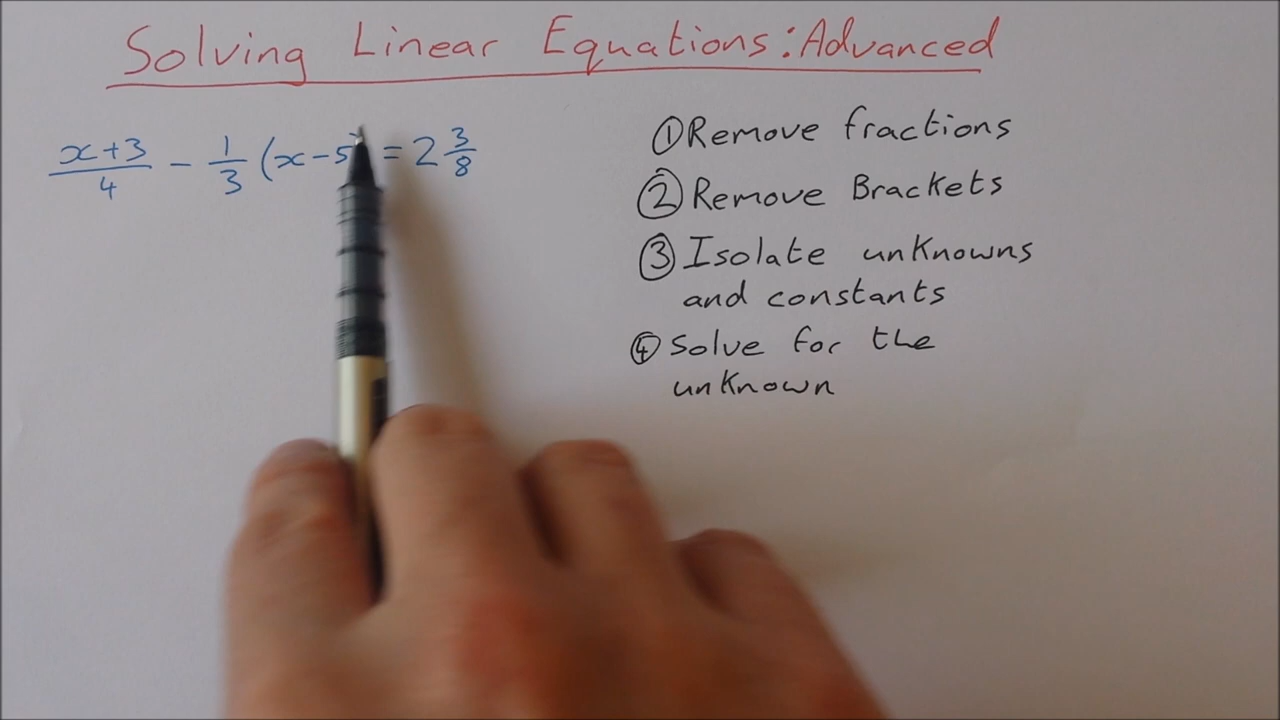 Solving Linear Equations: Advanced
x+3/4 - 1/3 (x-5) = 2 3/8
① Remove fractions
② Remove Brackets
③ Isolate unknowns
and constants
④ Solve for the
unknown